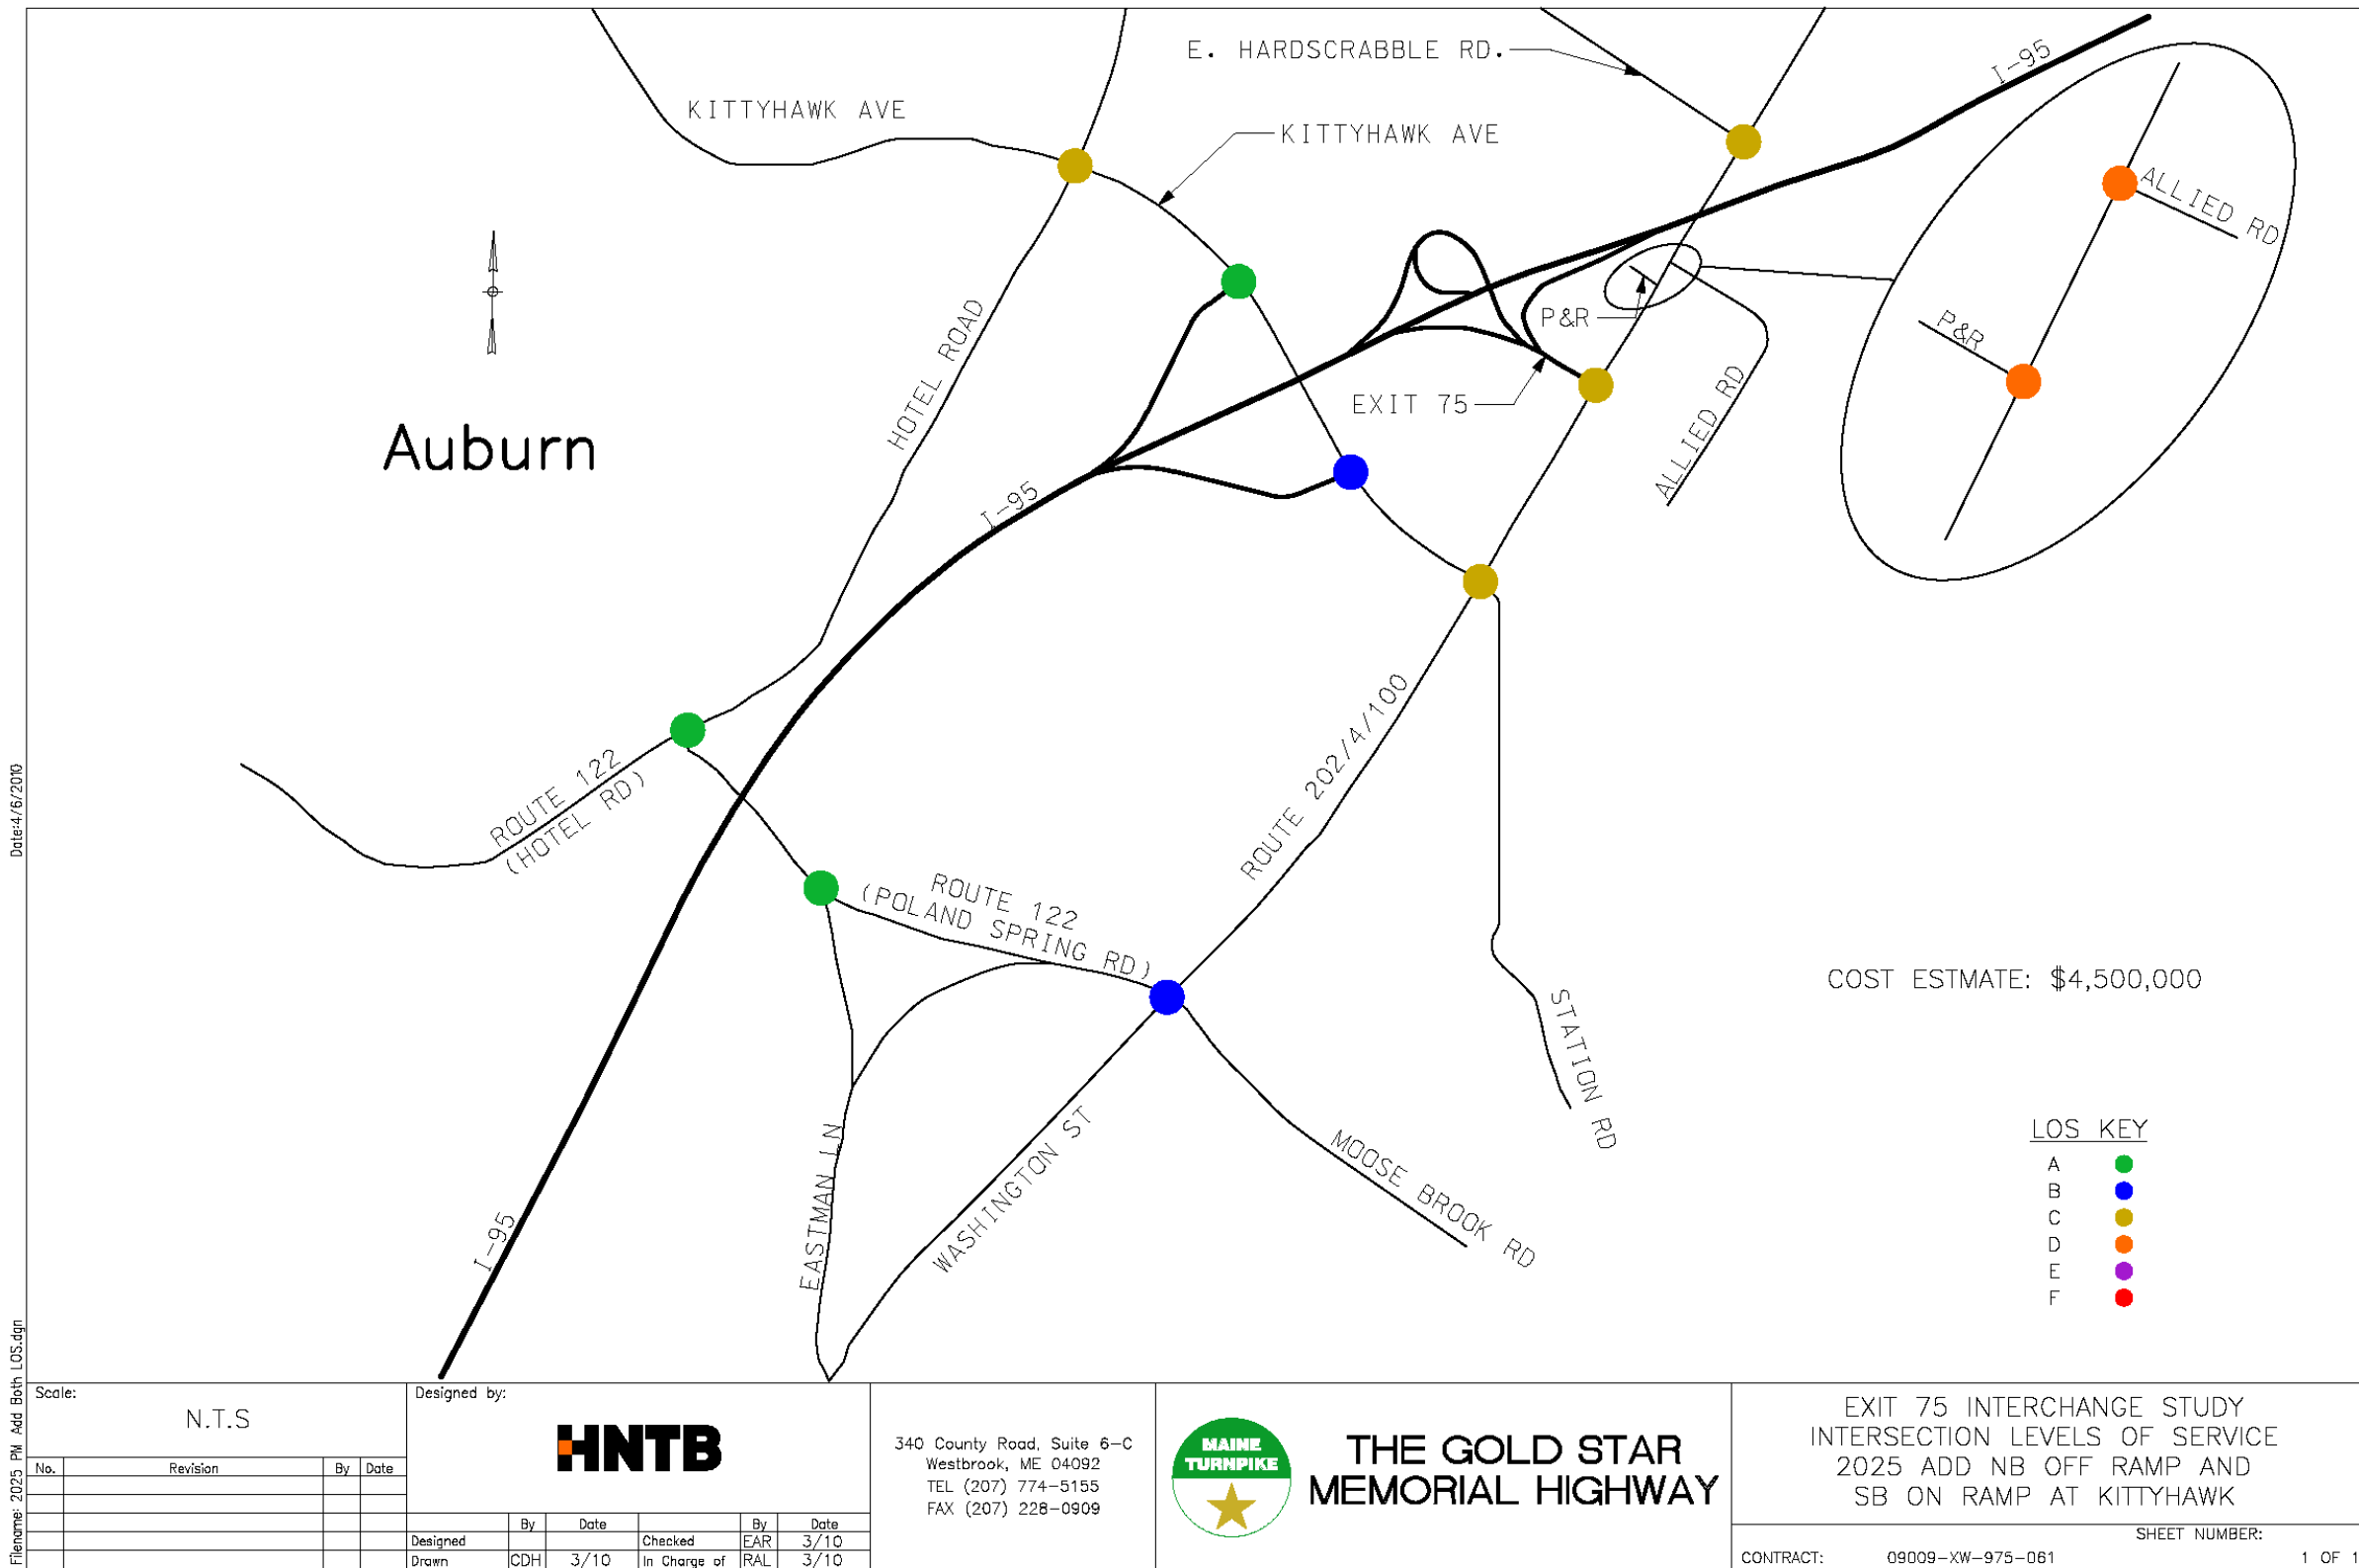 E. HARDSCRABBLE RD.
I-95
KITTYHAWK AVE
KITTYHAWK AVE
ALLIED RD
P&R
P&R
HOTEL ROAD
EXIT 75
ALLIED RD
Auburn
I-95
ROUTE 202/4/100
ROUTE 122
(HOTEL RD)
ROUTE 122
(POLAND SPRING RD)
COST ESTMATE: $4,500,000
STATION RD
MOOSE BROOK RD
WASHINGTON ST
EASTMAN LN
I-95
LOS KEY
A
B
C
D
E
F
Date:4/6/2010
Filename: 2025 PM Add Both LOS.dgn
Scale:
N.T.S
No. Revision By Date
Designed by:
HNTB
By Date By Date
Designed Checked EAR 3/10
Drawn CDH 3/10 In Charge of RAL 3/10
340 County Road, Suite 6-C
Westbrook, ME 04092
TEL (207) 774-5155
FAX (207) 228-0909
MAINE
TURNPIKE
THE GOLD STAR
MEMORIAL HIGHWAY
EXIT 75 INTERCHANGE STUDY
INTERSECTION LEVELS OF SERVICE
2025 ADD NB OFF RAMP AND
SB ON RAMP AT KITTYHAWK
SHEET NUMBER:
CONTRACT: 09009-XW-975-061 1 OF 1